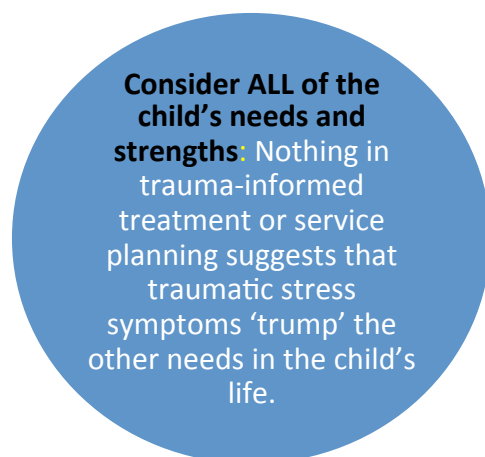 Consider ALL of the
child’s needs and
strengths: Nothing in
trauma-informed
treatment or service
planning suggests that
traumatic stress
symptoms ‘trump’ the
other needs in the child’s
life.